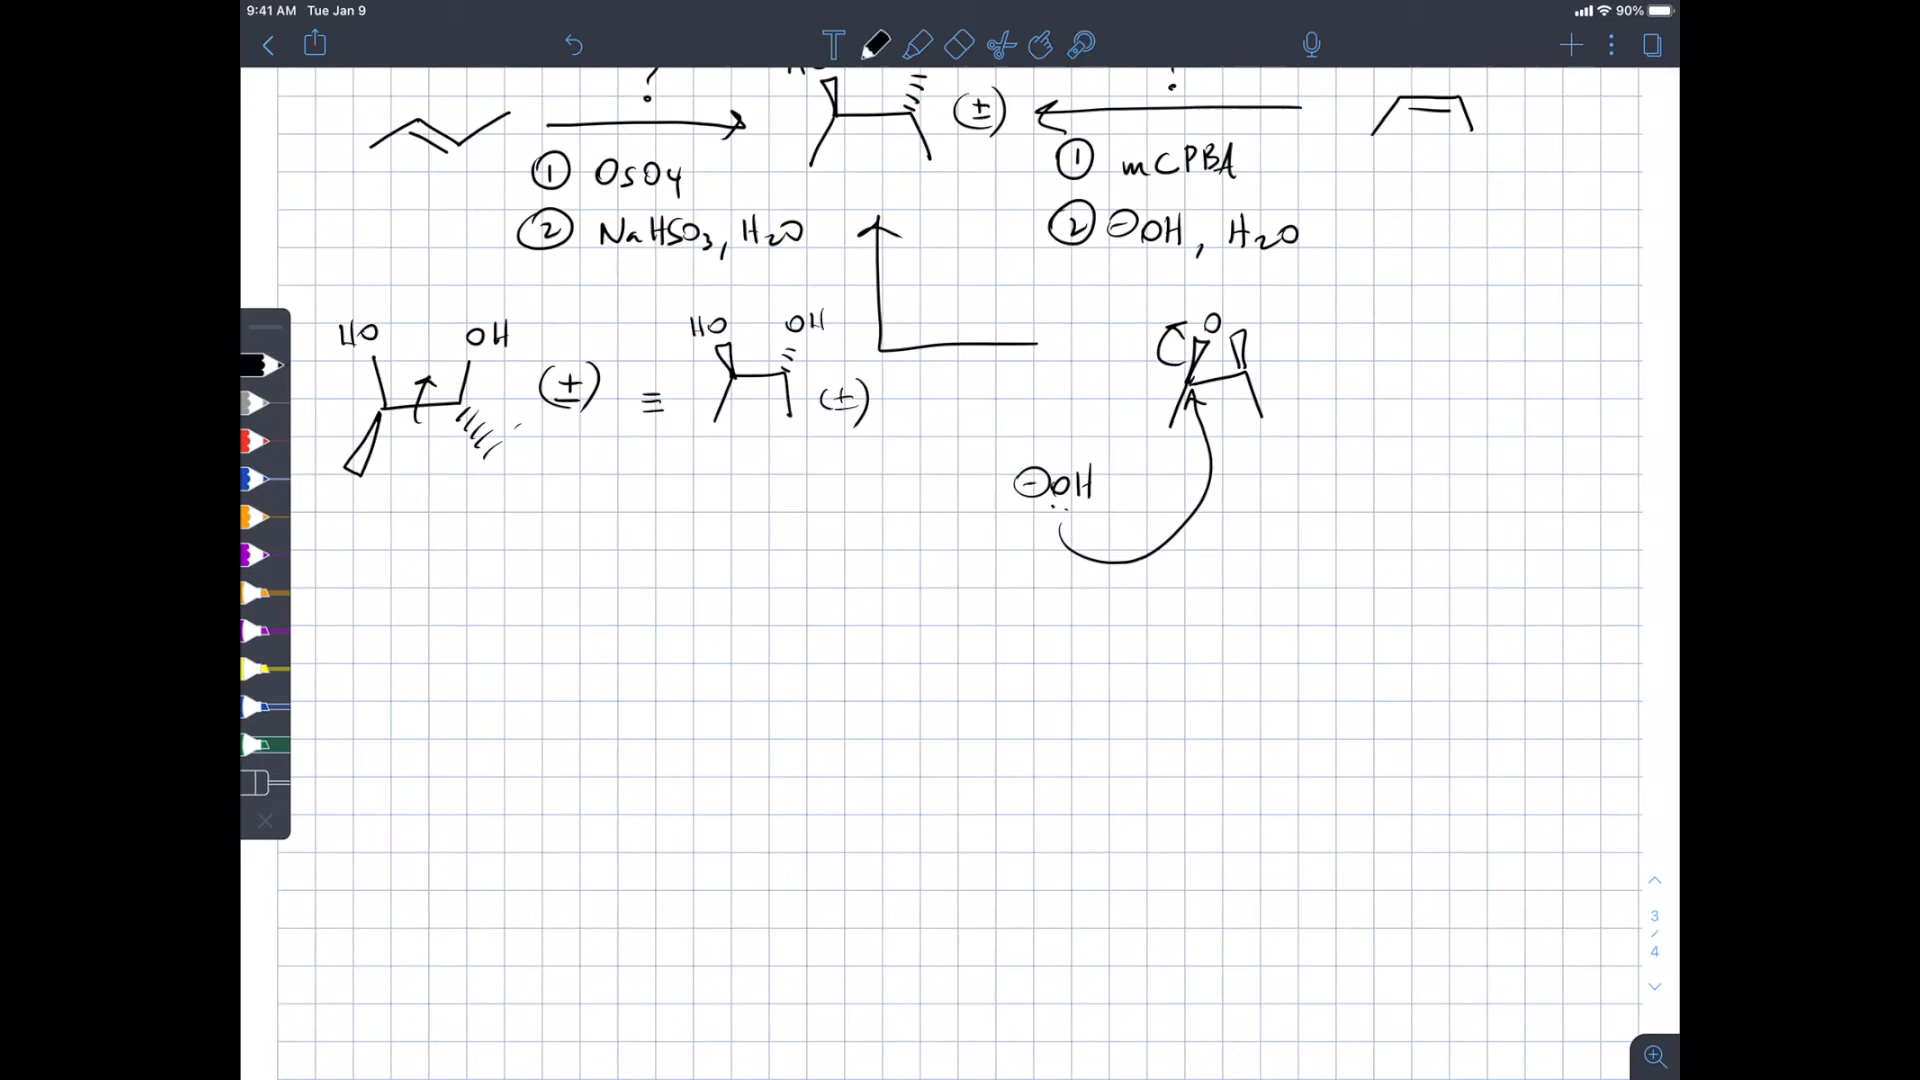 9:41 AM Tue Jan 9
90%
T
?
(±)
① OsO4
② NaHSO3, H2O
① mCPBA
② ⊖OH, H2O
HO OH (±) ≡ HO OH (±)
O
⊖OH
3
/
4